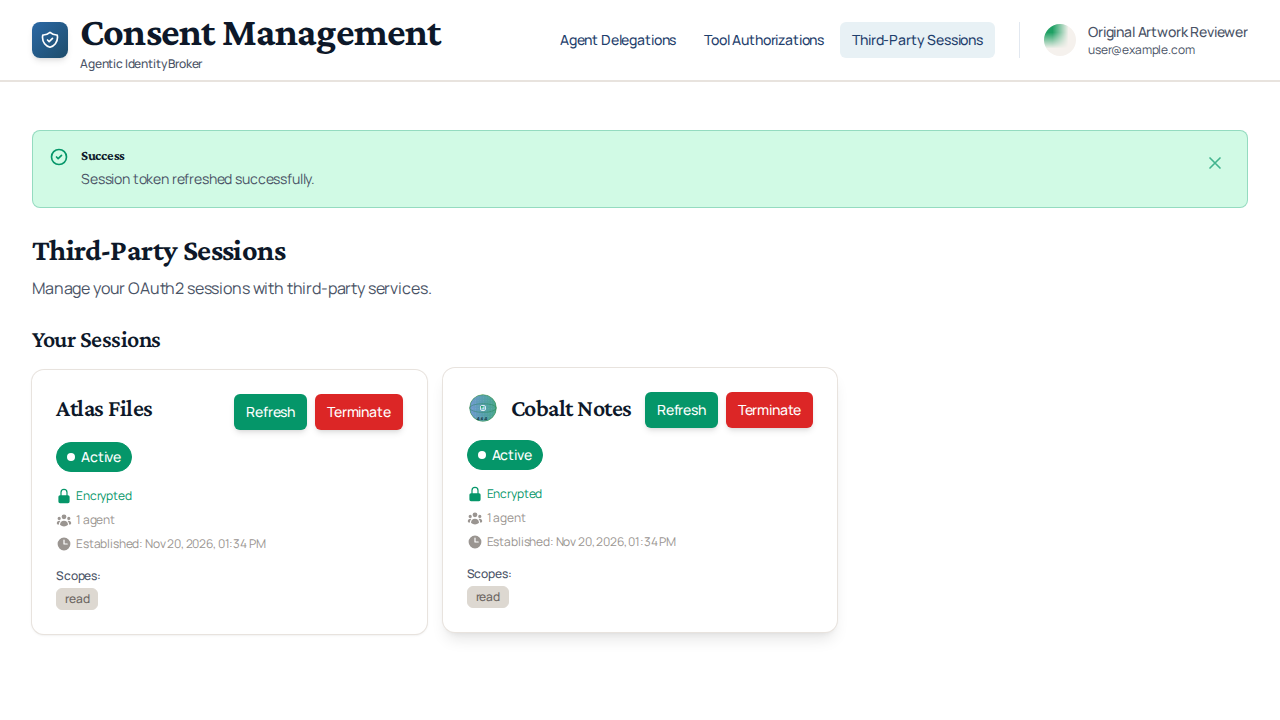 Consent Management
Agentic IdentityBroker
Agent Delegations
Tool Authorizations
Third-Party Sessions
Original Artwork Reviewer
user@example.com
Success
Session token refreshed successfully.
Third-Party Sessions
Manage your OAuth2 sessions with third-party services.
Your Sessions
Atlas Files
Refresh
Terminate
Active
Encrypted
1 agent
Established: Nov 20, 2026, 01:34 PM
Scopes:
read
Cobalt Notes
Refresh
Terminate
Active
Encrypted
1 agent
Established: Nov 20, 2026, 01:34 PM
Scopes:
read